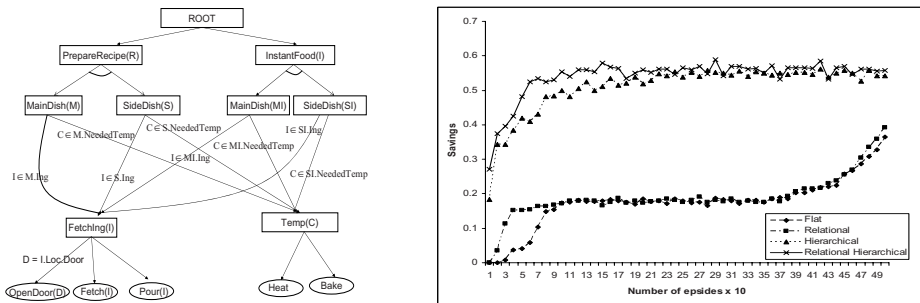 ROOT
PrepareRecipe(R)
InstantFood(I)
MainDish(M)
SideDish(S)
MainDish(MI)
SideDish(SI)
C∈M.NeededTemp
C∈MI.NeededTemp
I∈SI.Ing
C∈S.NeededTemp
I∈M.Ing
I∈S.Ing
I∈MI.Ing
C∈SI.NeededTemp
FetchIng(I)
Temp(C)
D = I.Loc.Door
OpenDoor(D)
Fetch(I)
Pour(I)
Heat
Bake
0.7
0.6
0.5
0.4
0.3
0.2
0.1
0
Savings
Flat
Relational
Hierarchical
Relational Hierarchical
1 3 5 7 9 11 13 15 17 19 21 23 25 27 29 31 33 35 37 39 41 43 45 47 49
Number of epsides x 10